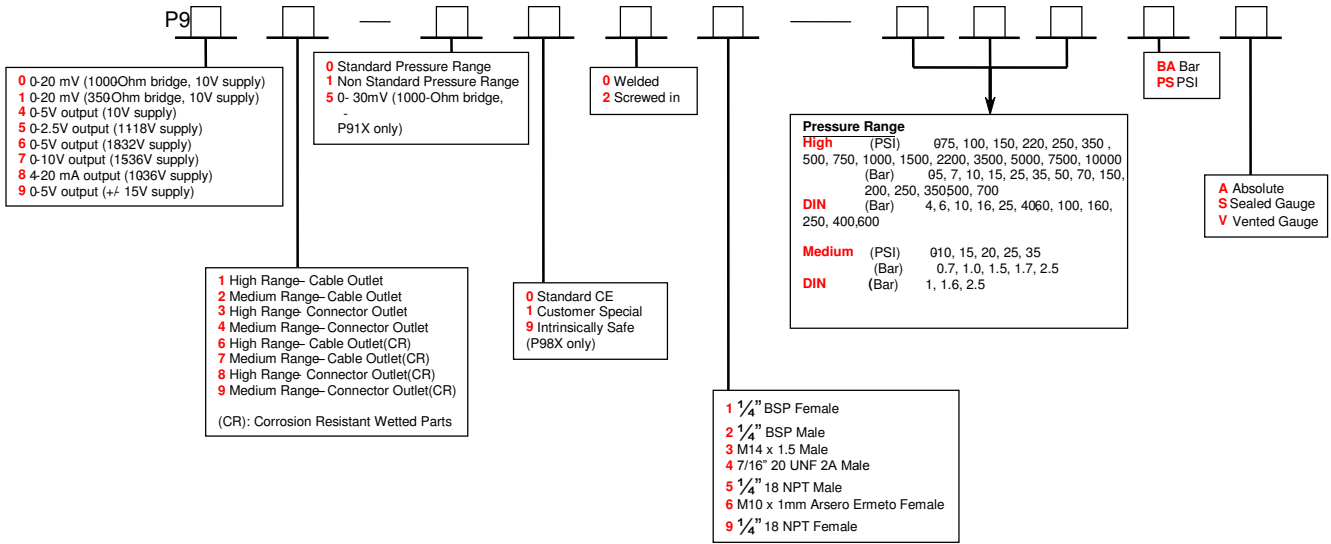 P9
0 0-20 mV (1000-Ohm bridge, 10V supply)
1 0-20 mV (350-Ohm bridge, 10V supply)
4 0-5V output (10V supply)
5 0-2.5V output (11-18V supply)
6 0-5V output (1832V supply)
7 0-10V output (1536V supply)
8 4-20 mA output (1036V supply)
9 0-5V output (+/- 15V supply)
0 Standard Pressure Range
1 Non Standard Pressure Range
5 0- 30mV (1000-Ohm bridge,
-
P91X only)
0 Welded
2 Screwed in
BA Bar
PS PSI
Pressure Range
High (PSI) 075, 100, 150, 220, 250, 350 ,
500, 750, 1000, 1500, 2200, 3500, 5000, 7500, 10000
(Bar) 05, 7, 10, 15, 25, 35, 50, 70, 150,
200, 250, 350500, 700
DIN (Bar) 4, 6, 10, 16, 25, 4060, 100, 160,
250, 400,600
Medium (PSI) 010, 15, 20, 25, 35
(Bar) 0.7, 1.0, 1.5, 1.7, 2.5
DIN (Bar) 1, 1.6, 2.5
A Absolute
S Sealed Gauge
V Vented Gauge
1 High Range– Cable Outlet
2 Medium Range– Cable Outlet
3 High Range– Connector Outlet
4 Medium Range– Connector Outlet
6 High Range– Cable Outlet(CR)
7 Medium Range– Cable Outlet(CR)
8 High Range- Connector Outlet(CR)
9 Medium Range– Connector Outlet(CR)
(CR): Corrosion Resistant Wetted Parts
0 Standard CE
1 Customer Special
9 Intrinsically Safe
(P98X only)
1 ¼” BSP Female
2 ¼” BSP Male
3 M14 x 1.5 Male
4 7/16” 20 UNF 2A Male
5 ¼” 18 NPT Male
6 M10 x 1mm Arsero Ermeto Female
9 ¼” 18 NPT Female